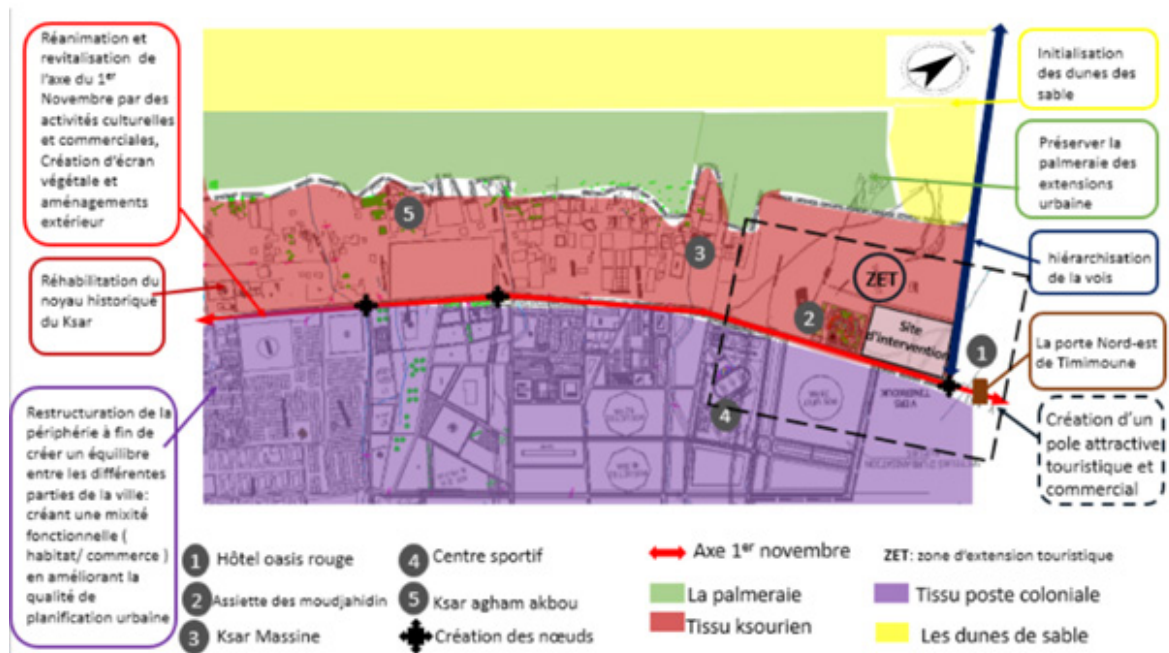 Réanimation et
revitalisation de
l'axe du 1er
Novembre par des
activités culturelles
et commerciales,
Création d'écran
végétale et
aménagements
extérieur
Réhabilitation du
noyau historique
du Ksar
Restructuration de la
périphérie à fin de
créer un équilibre
entre les différentes
parties de la ville:
créant une mixité
fonctionnelle (
habitat/ commerce )
en améliorant la
qualité de
planification urbaine
5
3
ZET
2
Site
d'intervention
1
4
Initialisation
des dunes des
sable
Préserver la
palmeraie des
extensions
urbaine
hiérarchisation
de la vois
La porte Nord-est
de Timimoune
Création d'un
pole attractive
touristique et
commercial
1 Hôtel oasis rouge
2 Assiette des moudjahidin
3 Ksar Massine
4 Centre sportif
5 Ksar agham akbou
Création des nœuds
Axe 1er novembre
La palmeraie
Tissu ksourien
ZET: zone d'extension touristique
Tissu poste coloniale
Les dunes de sable